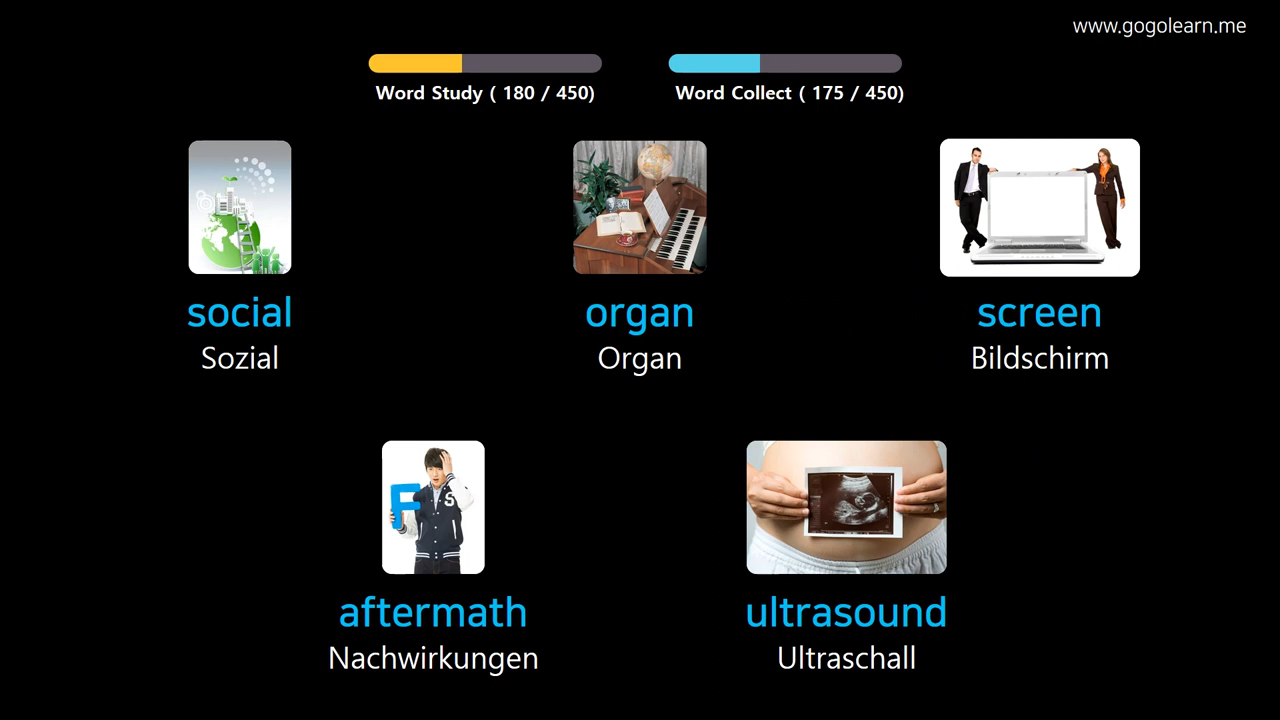 www.gogolearn.me
Word Study ( 180 / 450)
Word Collect ( 175 / 450)
social
Sozial
organ
Organ
screen
Bildschirm
F
S
aftermath
Nachwirkungen
ultrasound
Ultraschall